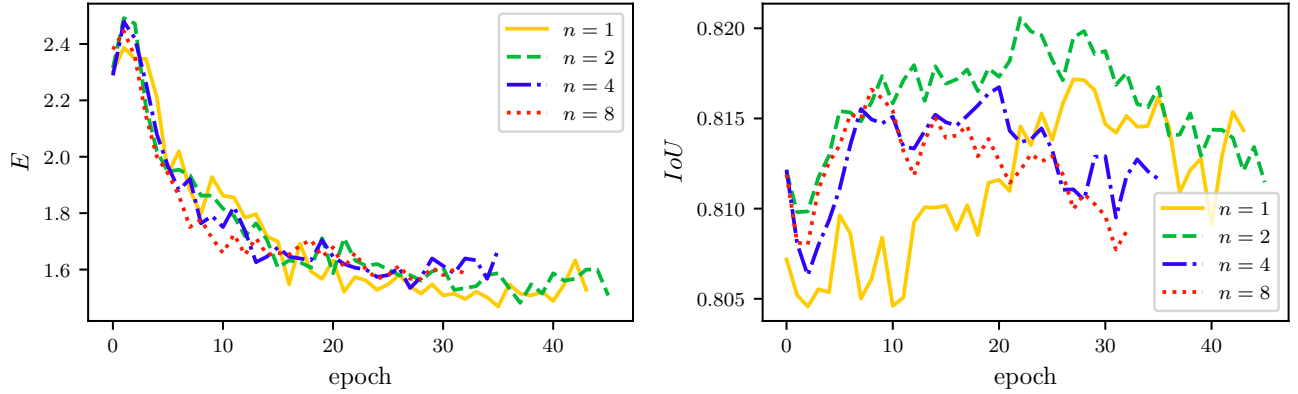 E
2.4
2.2
2.0
1.8
1.6
n = 1
n = 2
n = 4
n = 8
0
10
20
30
40
epoch
IoU
0.820
0.815
0.810
0.805
n = 1
n = 2
n = 4
n = 8
0
10
20
30
40
epoch